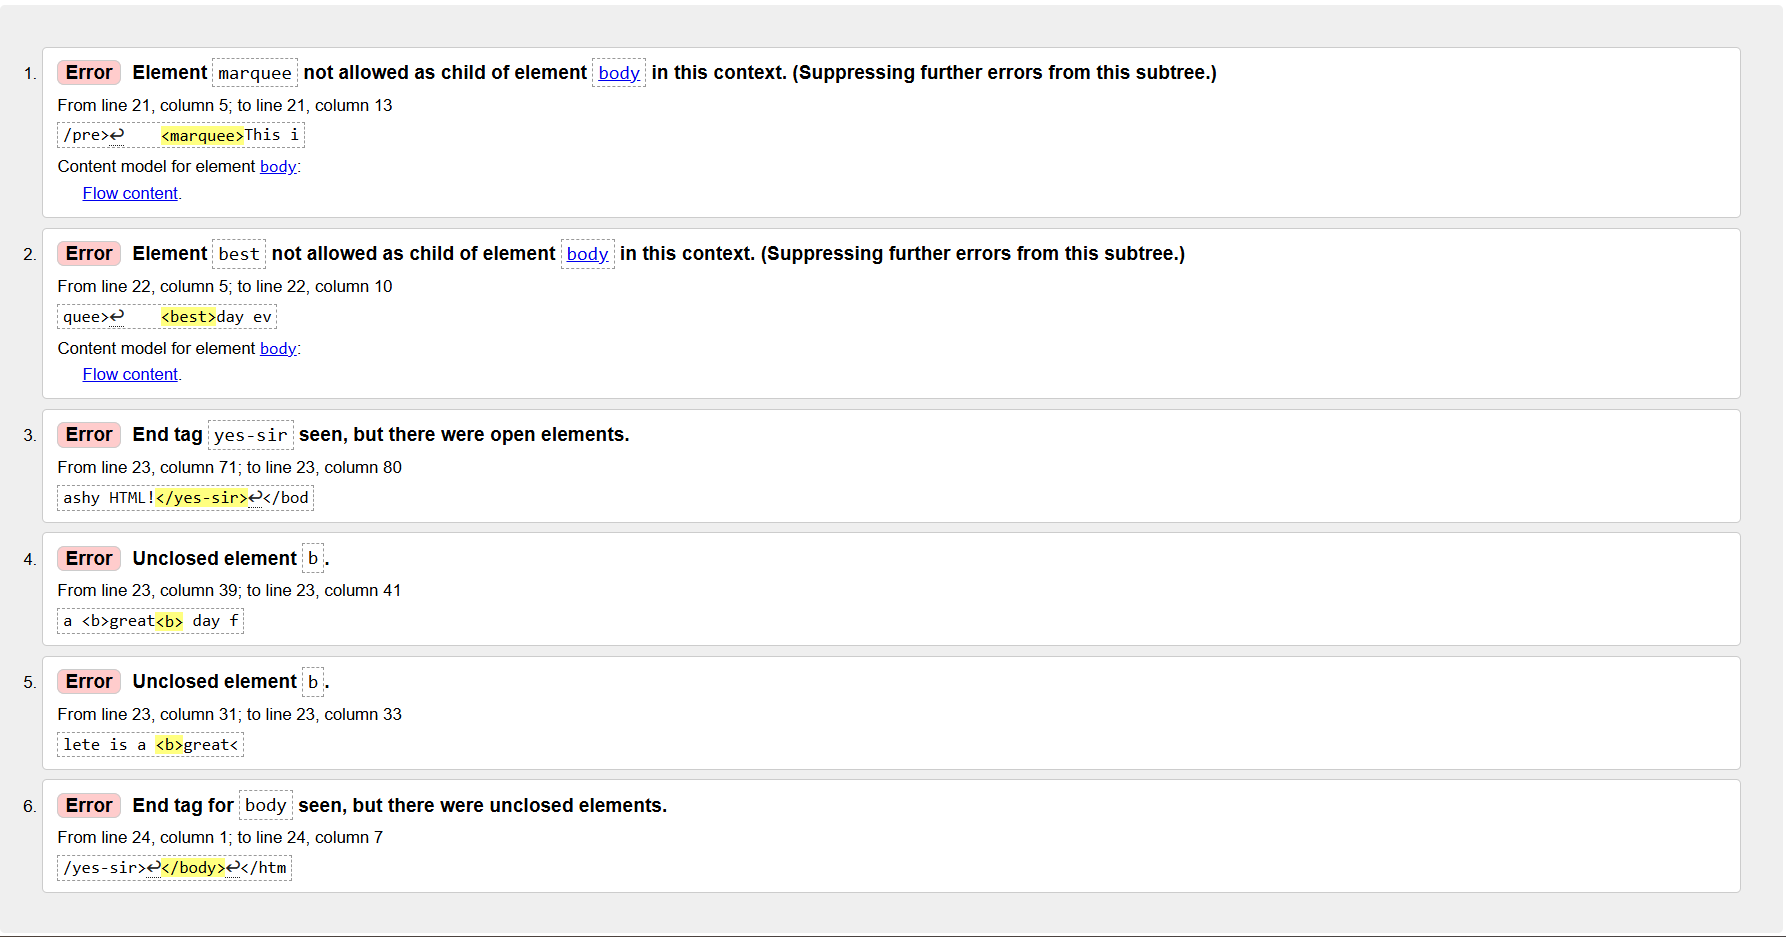 1. Error Element marquee not allowed as child of element body in this context. (Suppressing further errors from this subtree.)
From line 21, column 5; to line 21, column 13
/pre>↩    <marquee>This i
Content model for element body:
Flow content.
2. Error Element best not allowed as child of element body in this context. (Suppressing further errors from this subtree.)
From line 22, column 5; to line 22, column 10
quee>↩    <best>day ev
Content model for element body:
Flow content.
3. Error End tag yes-sir seen, but there were open elements.
From line 23, column 71; to line 23, column 80
ashy HTML!</yes-sir>↩</bod
4. Error Unclosed element b.
From line 23, column 39; to line 23, column 41
a <b>great<b> day f
5. Error Unclosed element b.
From line 23, column 31; to line 23, column 33
lete is a <b>great<
6. Error End tag for body seen, but there were unclosed elements.
From line 24, column 1; to line 24, column 7
/yes-sir>↩</body>↩</htm